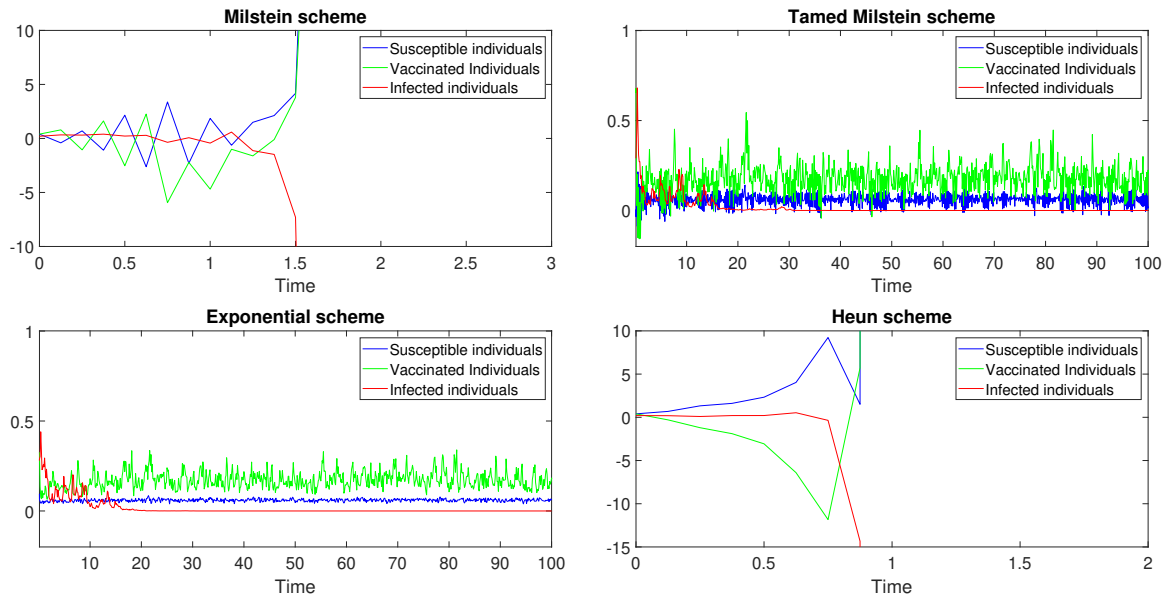 Milstein scheme
10
5
0
-5
-10
Susceptible individuals
Vaccinated Individuals
Infected individuals
0 0.5 1 1.5 2 2.5 3
Time
Tamed Milstein scheme
1
0.5
0
Susceptible individuals
Vaccinated Individuals
Infected individuals
10 20 30 40 50 60 70 80 90 100
Time
Exponential scheme
1
0.5
0
Susceptible individuals
Vaccinated Individuals
Infected individuals
10 20 30 40 50 60 70 80 90 100
Time
Heun scheme
10
5
0
-5
-10
-15
Susceptible individuals
Vaccinated Individuals
Infected individuals
0 0.5 1 1.5 2
Time